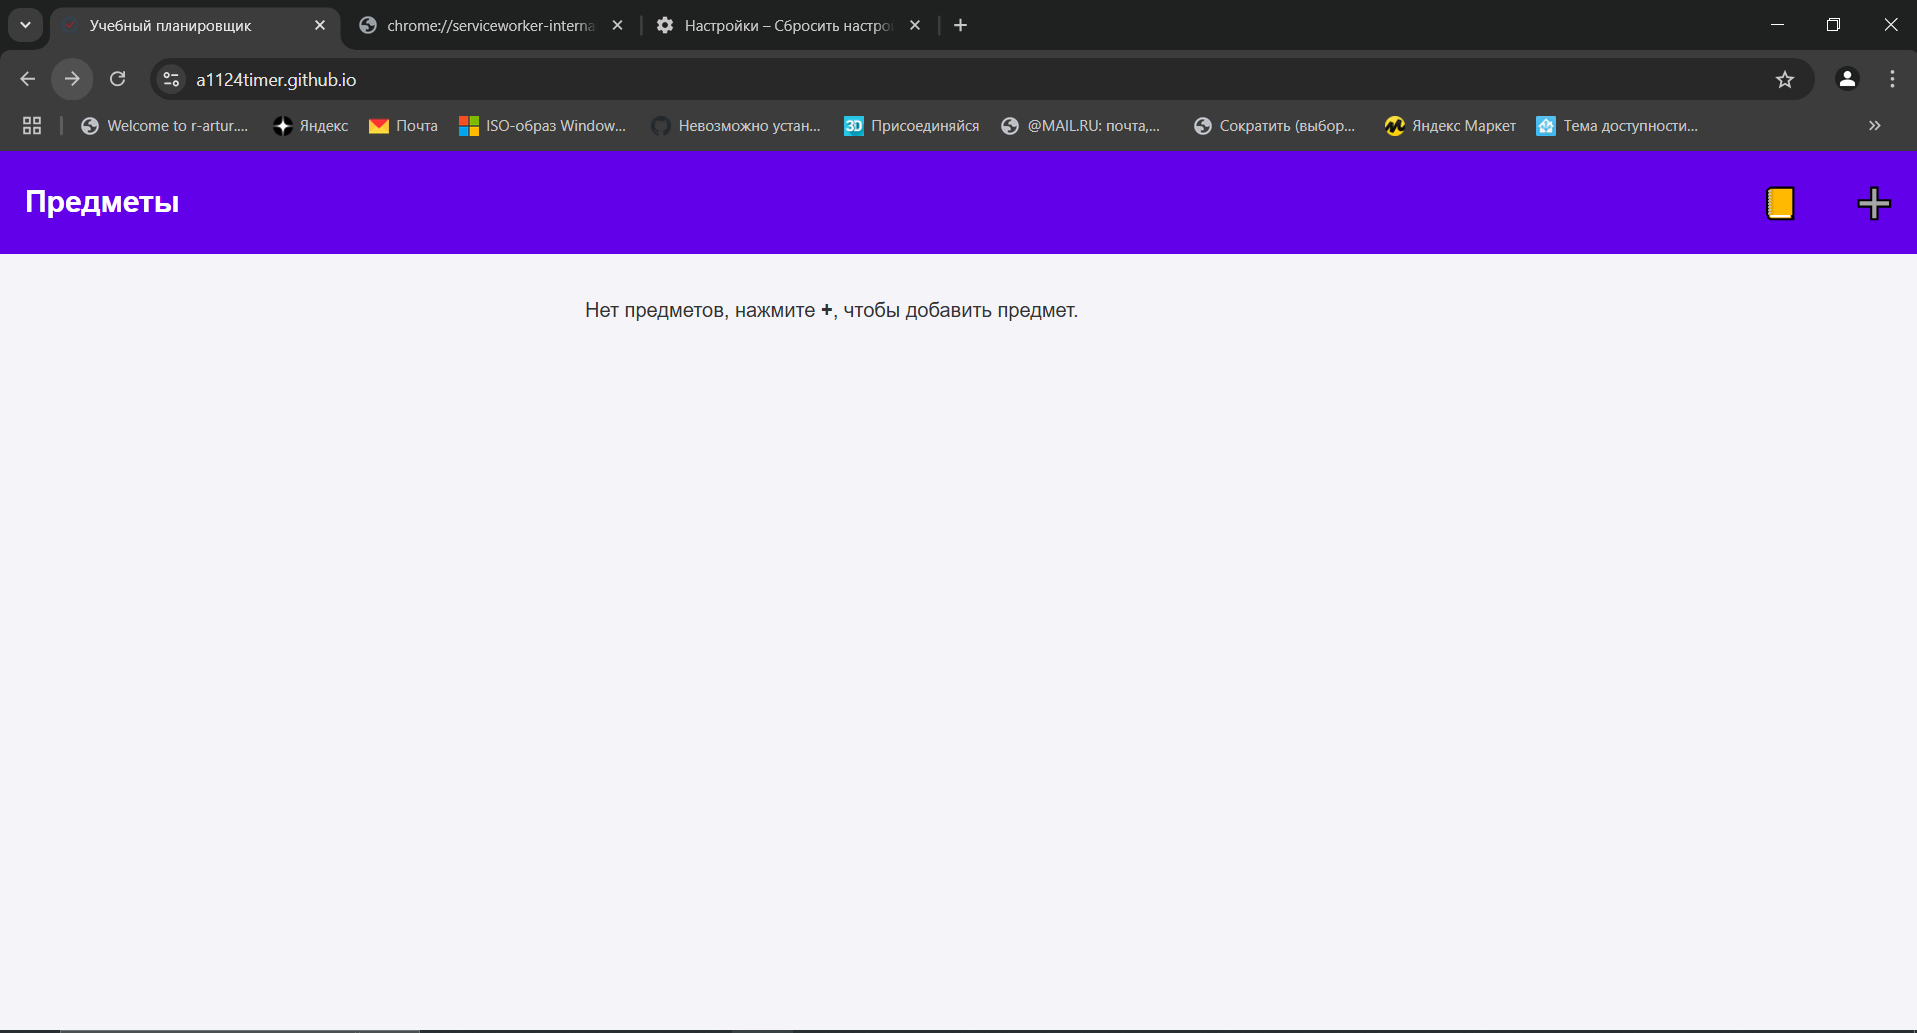 Учебный планировщик
chrome://serviceworker-interna
Настройки – Сбросить настро
a1124timer.github.io
Welcome to r-artur....
Яндекс
Почта
ISO-образ Window...
Невозможно устан...
3D Присоединяйся
@MAIL.RU: почта,...
Сократить (выбор...
Яндекс Маркет
Тема доступности...
Предметы
Нет предметов, нажмите +, чтобы добавить предмет.